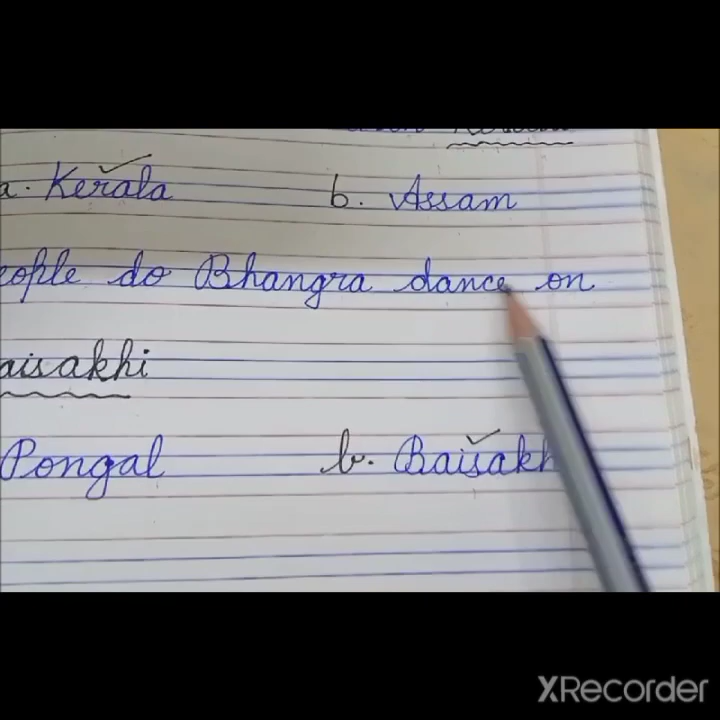 a. Kerala b. Assam
eople do Bhangra dance on
aisakhi
Pongal b. Baisakh
XRecorder